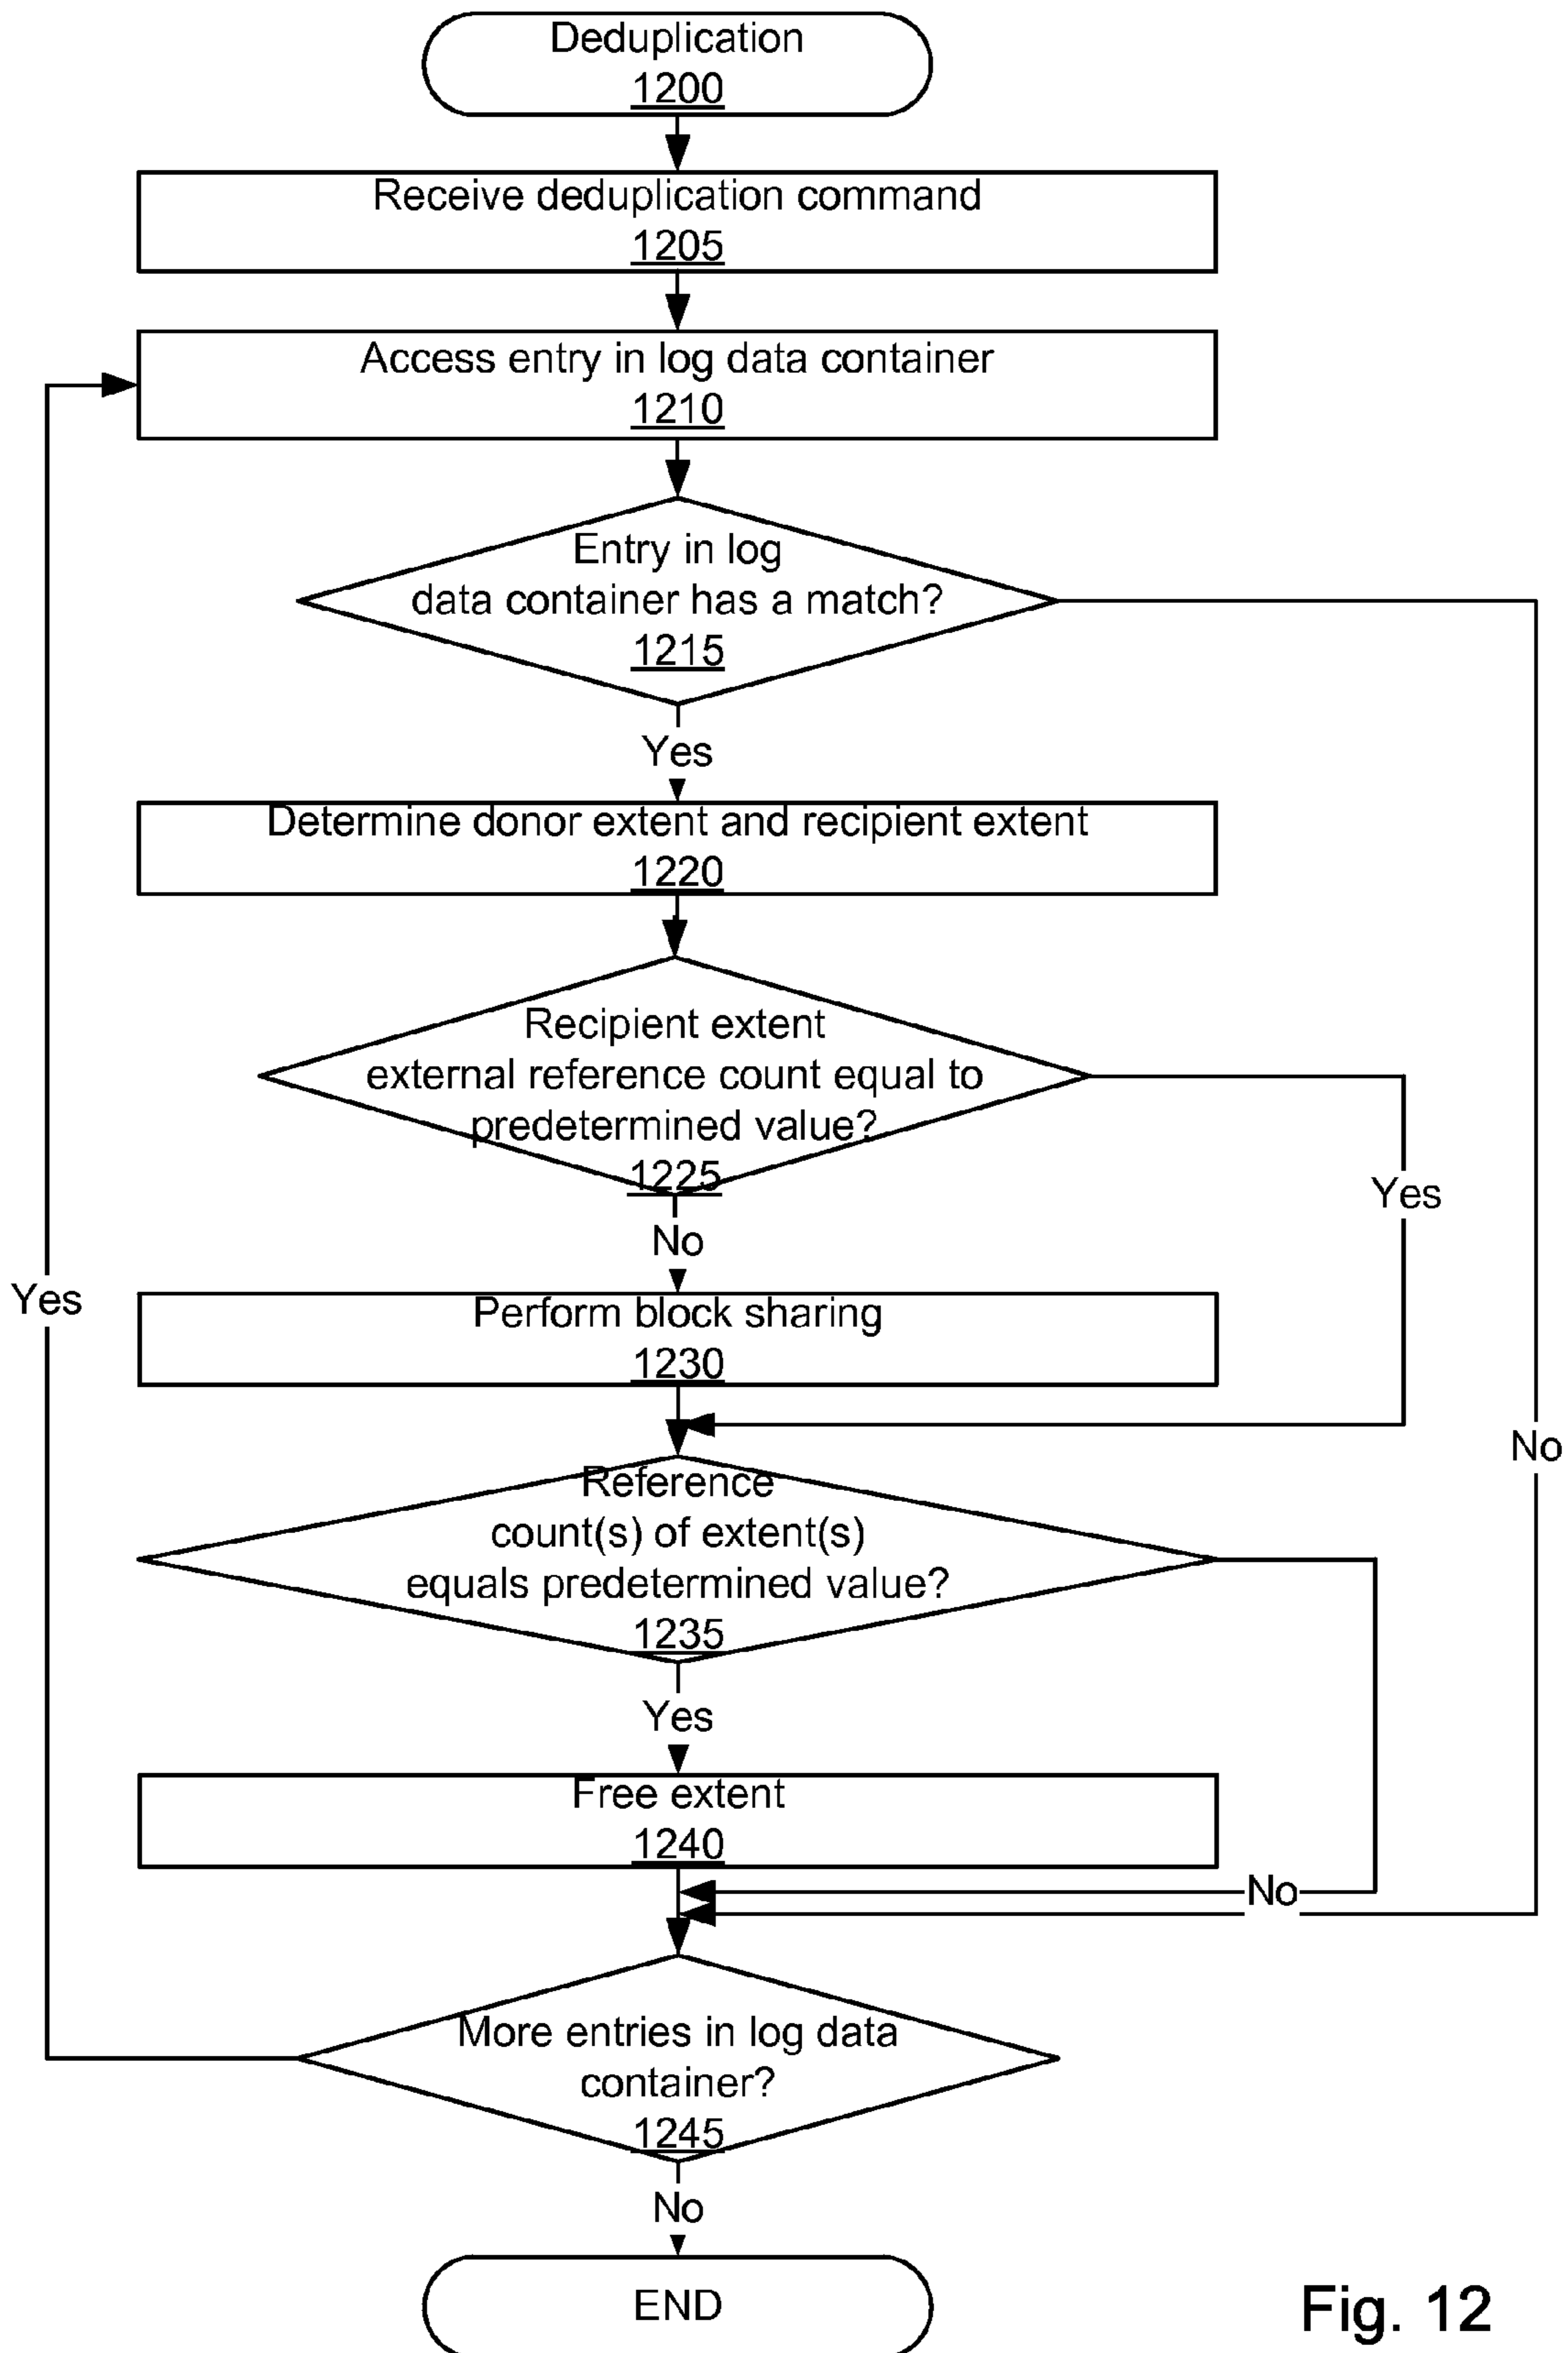 Deduplication
1200
Receive deduplication command
1205
Access entry in log data container
1210
Entry in log
data container has a match?
1215
Yes
Determine donor extent and recipient extent
1220
Recipient extent
external reference count equal to
predetermined value?
1225
Yes
No
Yes
Perform block sharing
1230
No
Reference
count(s) of extent(s)
equals predetermined value?
1235
Yes
Free extent
1240
No
More entries in log data
container?
1245
No
END
Fig. 12